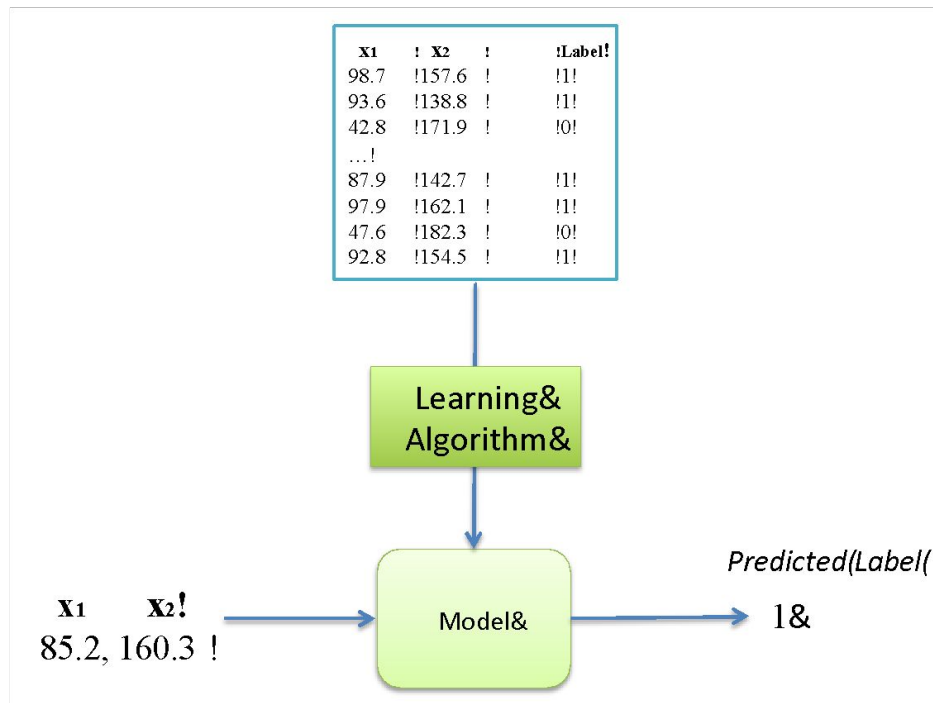 x1 ! x2 ! !Label!
98.7 !157.6 ! !1!
93.6 !138.8 ! !1!
42.8 !171.9 ! !0!
...!
87.9 !142.7 ! !1!
97.9 !162.1 ! !1!
47.6 !182.3 ! !0!
92.8 !154.5 ! !1!
Learning&
Algorithm&
Predicted(Label(
x1 x2!
85.2, 160.3 !
Model&
1&